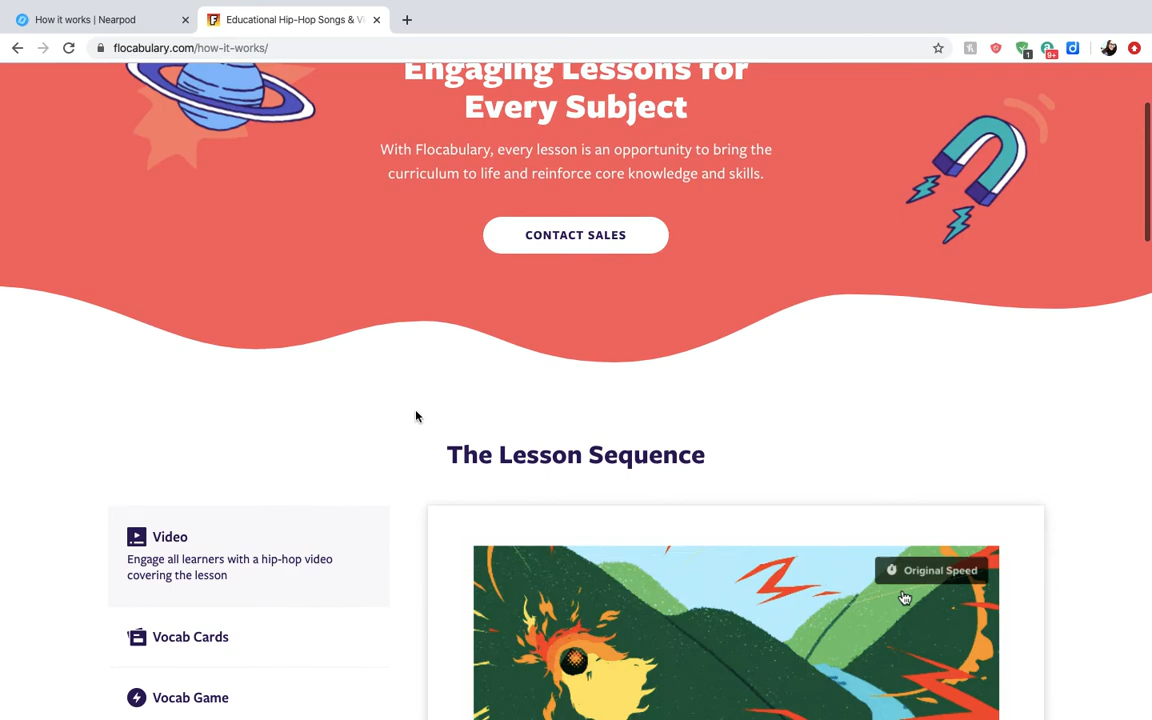 How it works | Nearpod
Educational Hip-Hop Songs & Vi
flocabulary.com/how-it-works/
1
9+
Engaging Lessons for
Every Subject
With Flocabulary, every lesson is an opportunity to bring the
curriculum to life and reinforce core knowledge and skills.
CONTACT SALES
The Lesson Sequence
Video
Engage all learners with a hip-hop video
covering the lesson
Original Speed
Vocab Cards
Vocab Game